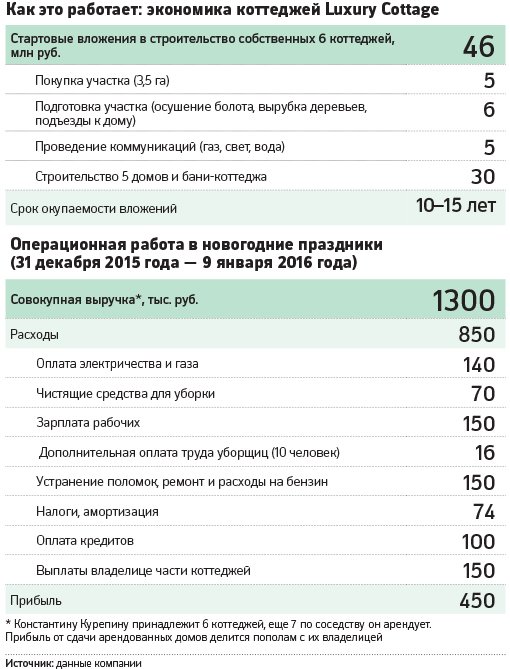 Как это работает: экономика коттеджей Luxury Cottage
Стартовые вложения в строительство собственных 6 коттеджей,
млн руб.
46
Покупка участка (3,5 га)
5
Подготовка участка (осушение болота, вырубка деревьев,
подъезды к дому)
6
Проведение коммуникаций (газ, свет, вода)
5
Строительство 5 домов и бани-коттеджа
30
Срок окупаемости вложений
10–15 лет
Операционная работа в новогодние праздники
(31 декабря 2015 года — 9 января 2016 года)
Совокупная выручка*, тыс. руб.
1300
Расходы
850
Оплата электричества и газа
140
Чистящие средства для уборки
70
Зарплата рабочих
150
Дополнительная оплата труда уборщиц (10 человек)
16
Устранение поломок, ремонт и расходы на бензин
150
Налоги, амортизация
74
Оплата кредитов
100
Выплаты владелице части коттеджей
150
Прибыль
450
* Константину Курепину принадлежит 6 коттеджей, еще 7 по соседству он арендует.
Прибыль от сдачи арендованных домов делится пополам с их владелицей
Источник: данные компании